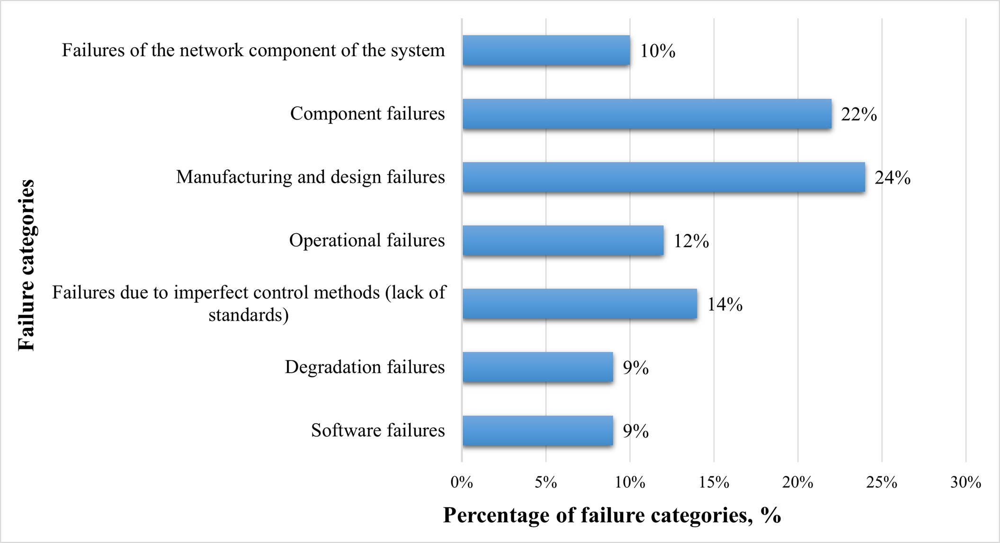 Failure categories
Failures of the network component of the system
10%
Component failures
22%
Manufacturing and design failures
24%
Operational failures
12%
Failures due to imperfect control methods (lack of
standards)
14%
Degradation failures
9%
Software failures
9%
0% 5% 10% 15% 20% 25% 30%
Percentage of failure categories, %